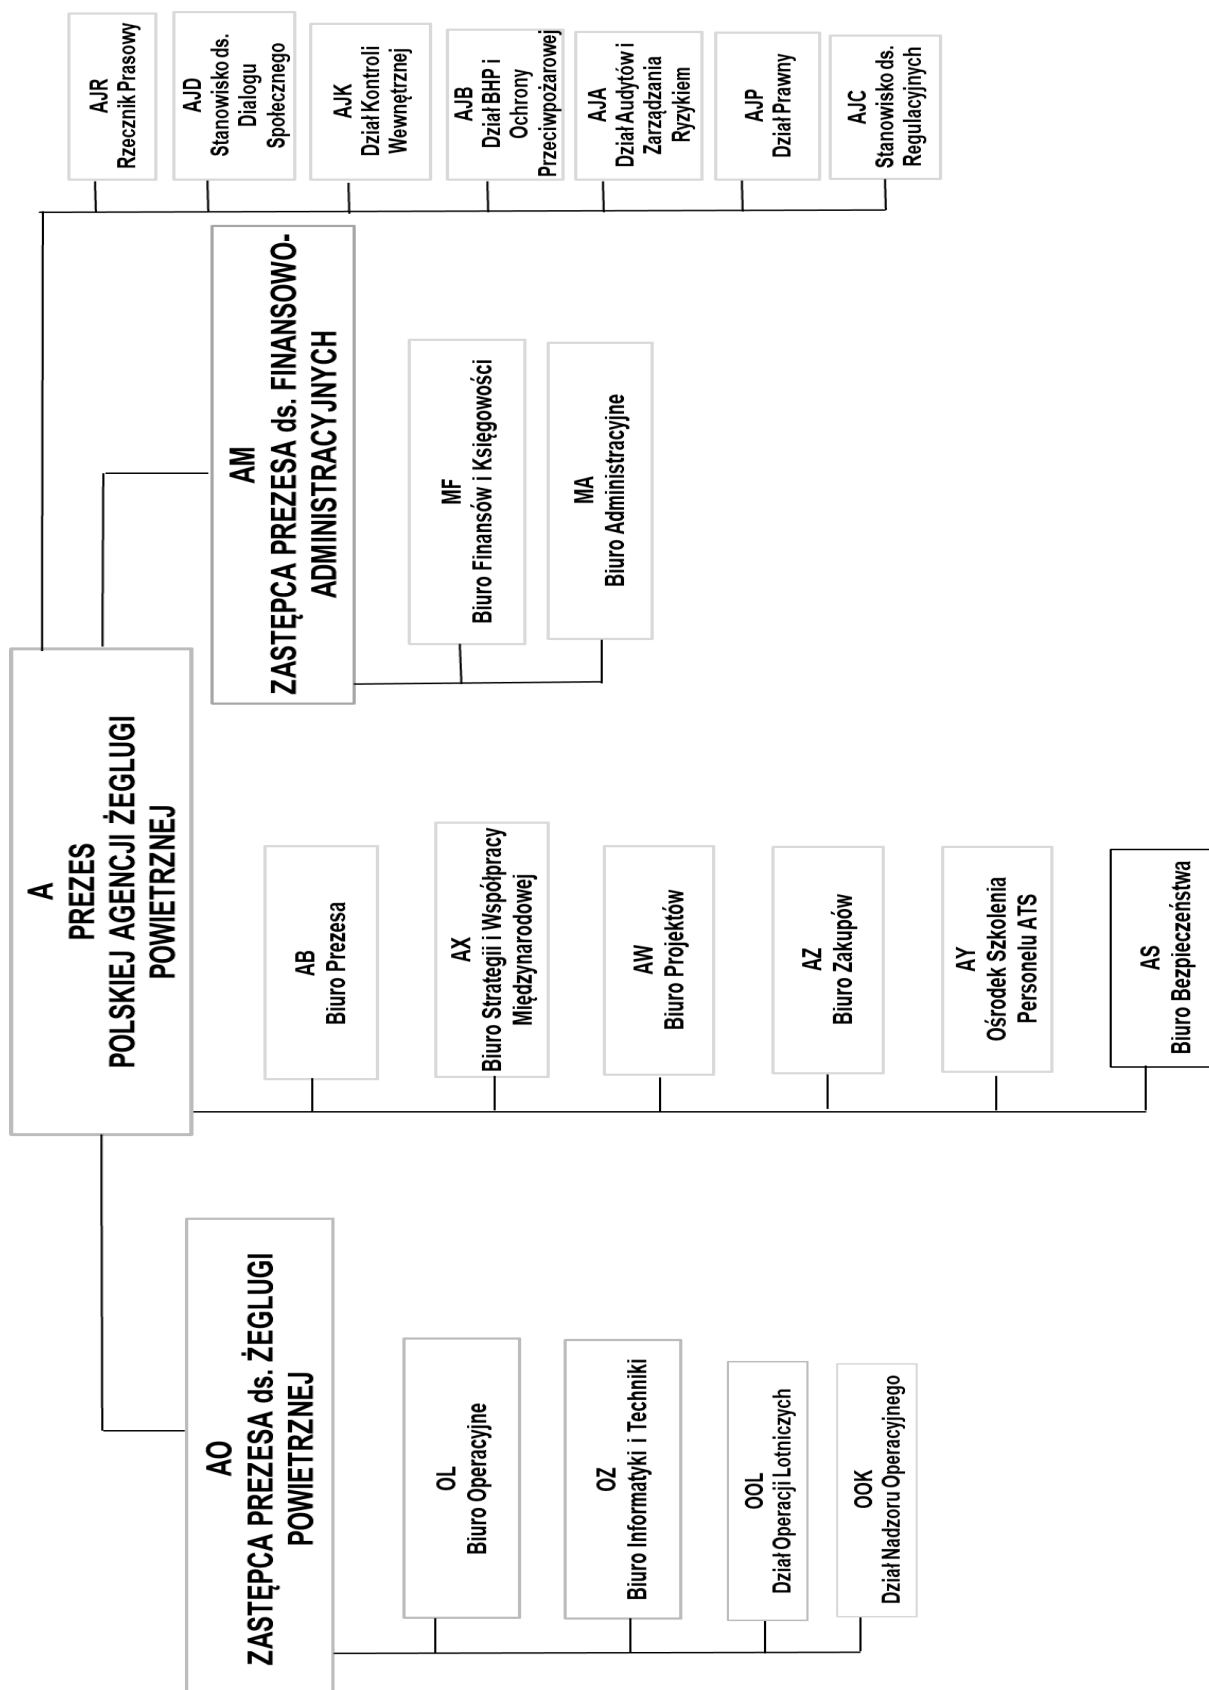 A
PREZES
POLSKIEJ AGENCJI ŻEGLUGI
POWIETRZNEJ
AO
ZASTĘPCA PREZESA ds. ŻEGLUGI
POWIETRZNEJ
OL
Biuro Operacyjne
OZ
Biuro Informatyki i Techniki
OOL
Dział Operacji Lotniczych
OOK
Dział Nadzoru Operacyjnego
AB
Biuro Prezesa
AX
Biuro Strategii i Współpracy
Międzynarodowej
AW
Biuro Projektów
AZ
Biuro Zakupów
AY
Ośrodek Szkolenia
Personelu ATS
AS
Biuro Bezpieczeństwa
AM
ZASTĘPCA PREZESA ds. FINANSOWO-
ADMINISTRACYJNYCH
MF
Biuro Finansów i Księgowości
MA
Biuro Administracyjne
AJR
Rzecznik Prasowy
AJD
Stanowisko ds.
Dialogu
Społecznego
AJK
Dział Kontroli
Wewnętrznej
AJB
Dział BHP i
Ochrony
Przeciwpożarowej
AJA
Dział Audytów i
Zarządzania
Ryzykiem
AJP
Dział Prawny
AJC
Stanowisko ds.
Regulacyjnych